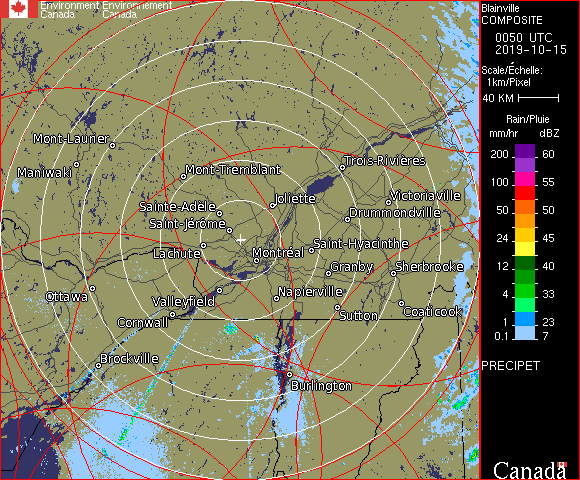 Environment Environnement
Canada Canada
Blainville
COMPOSITE
0050 UTC
2019-10-15
Scale/Échelle:
1km/Pixel
40 KM
Rain/Pluie
mm/hr dBZ
200 60
100 55
50 50
24 45
12 40
4 33
1 23
0.1 7
PRECIPET
Mont-Laurier
Maniwaki
Mont-Tremblant
Trois-Rivières
Joliette
Victoriaville
Sainte-Adèle
Drummondville
Saint-Jérôme
Saint-Hyacinthe
Lachute
Montréal
Granby
Sherbrooke
Ottawa
Valleyfield
Napierville
Cornwall
Sutton
Coaticook
Brockville
Burlington
Canada